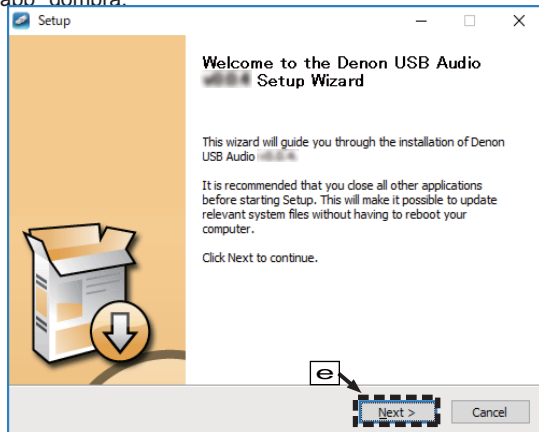 Setup
Welcome to the Denon USB Audio
Setup Wizard
This wizard will guide you through the installation of Denon
USB Audio
It is recommended that you close all other applications
before starting Setup. This will make it possible to update
relevant system files without having to reboot your
computer.
Click Next to continue.
e
Next >
Cancel